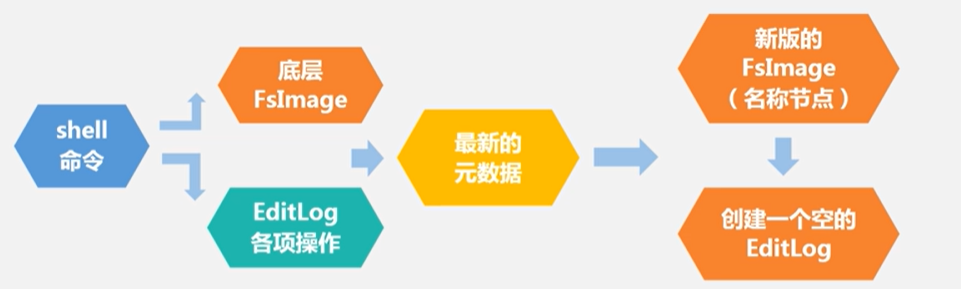 shell
命令
底层
FsImage
EditLog
各项操作
最新的
元数据
新版的
FsImage
（名称节点）
创建一个空的
EditLog